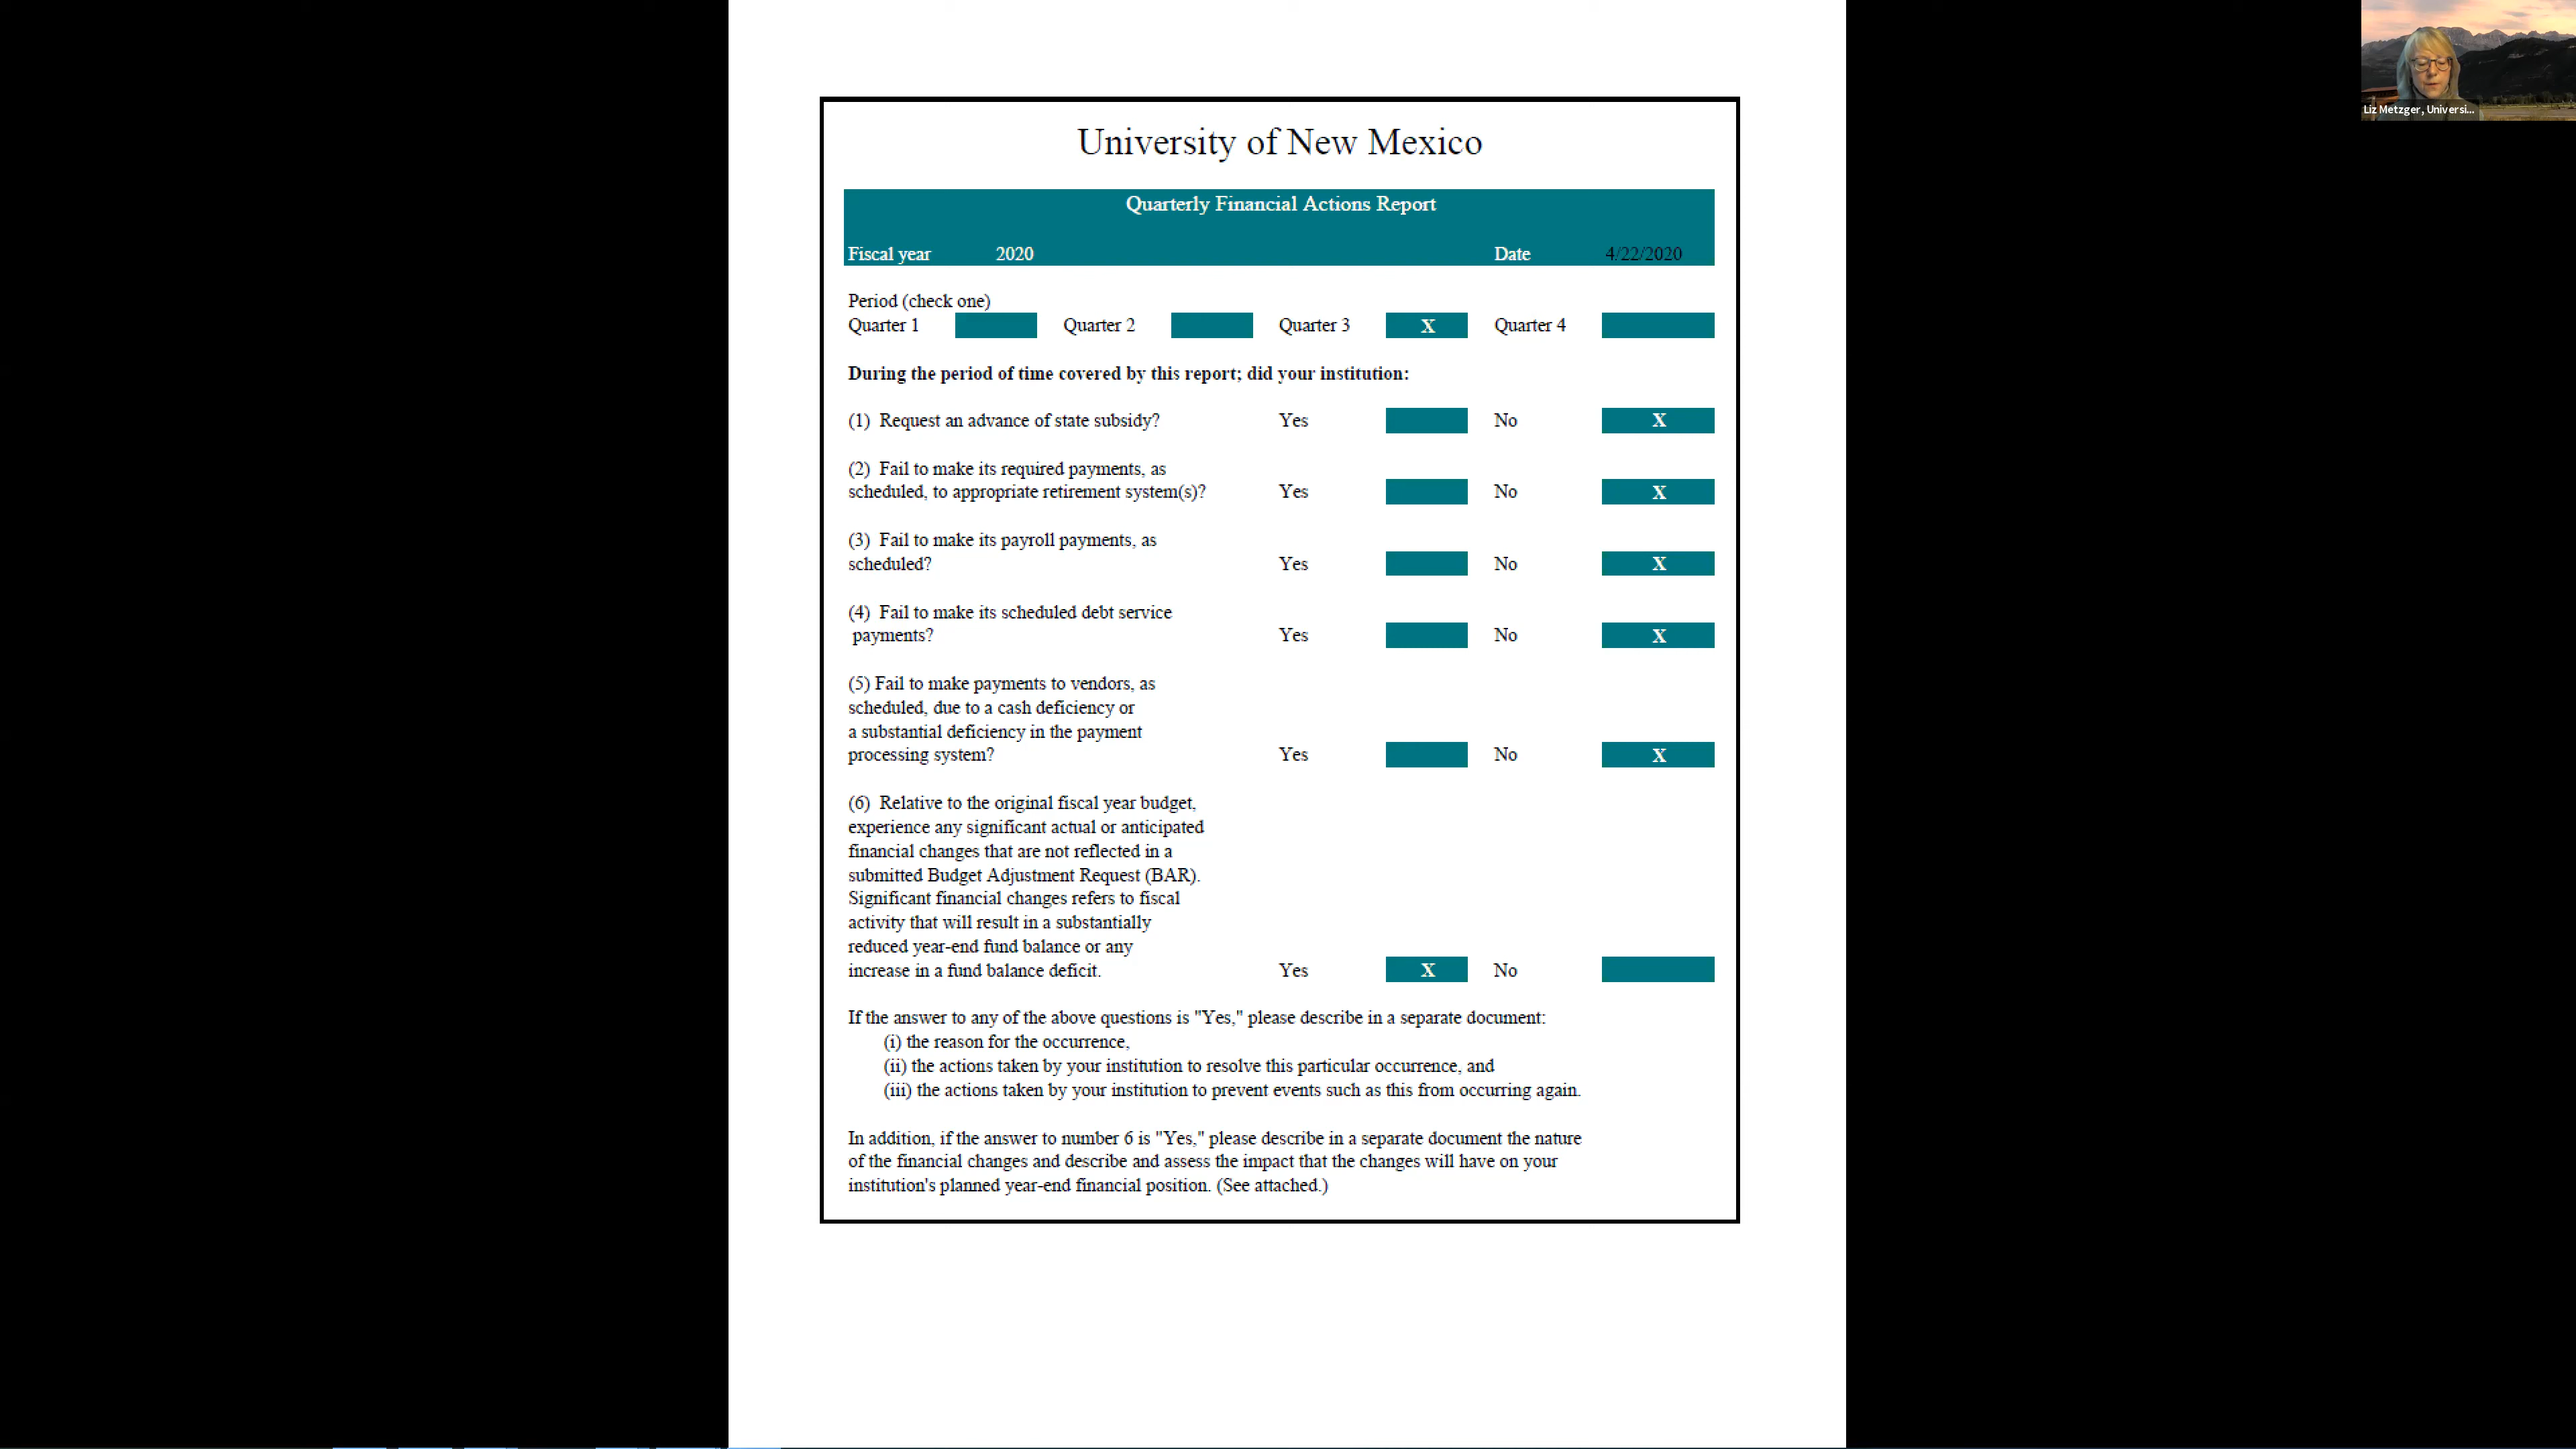 University of New Mexico
Quarterly Financial Actions Report
Fiscal year 2020 Date 4/22/2020
Period (check one)
Quarter 1 Quarter 2 Quarter 3 X Quarter 4
During the period of time covered by this report; did your institution:
(1) Request an advance of state subsidy? Yes No X
(2) Fail to make its required payments, as
scheduled, to appropriate retirement system(s)? Yes No X
(3) Fail to make its payroll payments, as
scheduled? Yes No X
(4) Fail to make its scheduled debt service
payments? Yes No X
(5) Fail to make payments to vendors, as
scheduled, due to a cash deficiency or
a substantial deficiency in the payment
processing system? Yes No X
(6) Relative to the original fiscal year budget,
experience any significant actual or anticipated
financial changes that are not reflected in a
submitted Budget Adjustment Request (BAR).
Significant financial changes refers to fiscal
activity that will result in a substantially
reduced year-end fund balance or any
increase in a fund balance deficit. Yes X No
If the answer to any of the above questions is "Yes," please describe in a separate document:
(i) the reason for the occurrence,
(ii) the actions taken by your institution to resolve this particular occurrence, and
(iii) the actions taken by your institution to prevent events such as this from occurring again.
In addition, if the answer to number 6 is "Yes," please describe in a separate document the nature
of the financial changes and describe and assess the impact that the changes will have on your
institution's planned year-end financial position. (See attached.)
Liz Metzger, Universi...